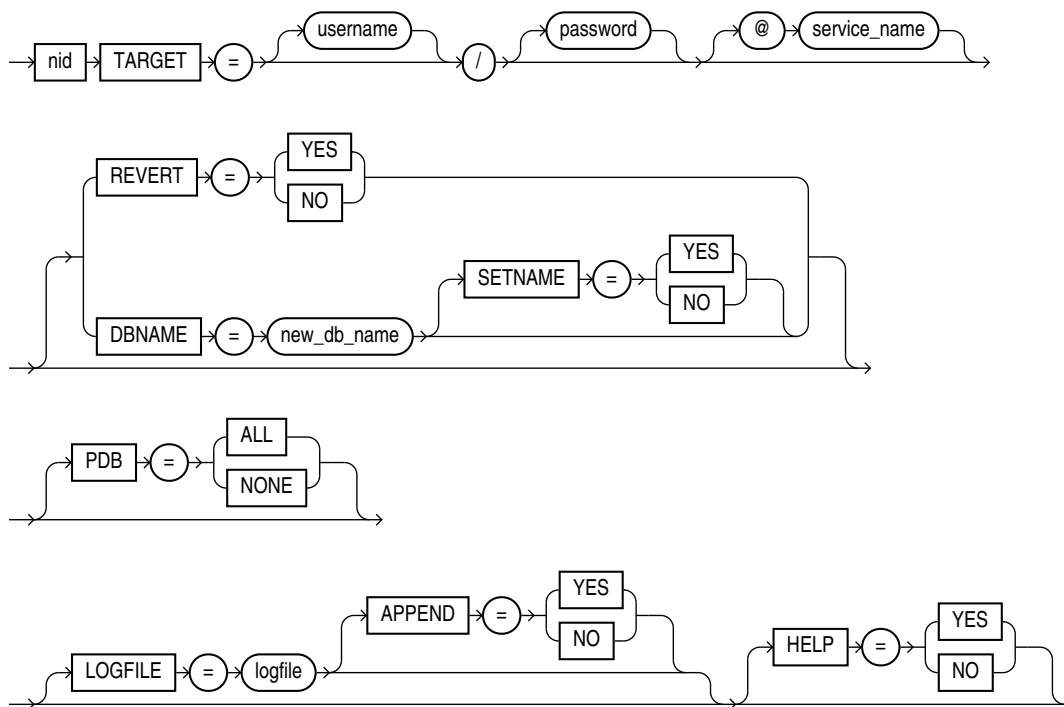 username password @ service_name
nid TARGET = /
YES
REVERT =
NO
YES
SETNAME =
NO
DBNAME = new_db_name
ALL
PDB =
NONE
YES
APPEND =
NO
YES
HELP =
NO
LOGFILE = logfile